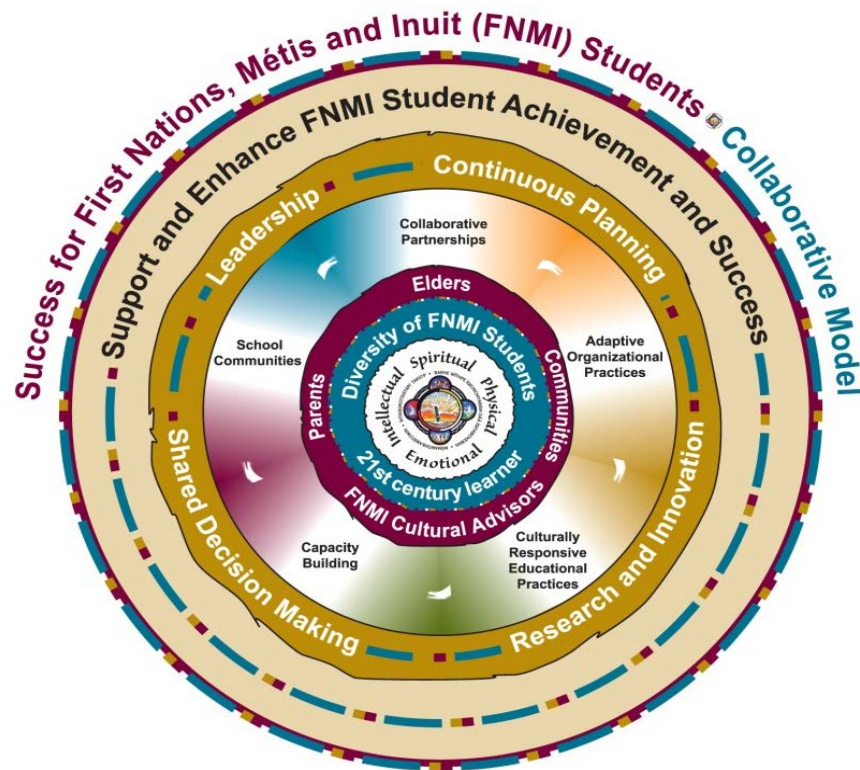 Success for First Nations, Métis and Inuit (FNMI) Students
Collaborative Model
Support and Enhance FNMI Student Achievement and Success
Leadership
Continuous Planning
Research and Innovation
Shared Decision Making
Collaborative
Partnerships
Adaptive
Organizational
Practices
Culturally
Responsive
Educational
Practices
Capacity
Building
School
Communities
Elders
Communities
FNMI Cultural Advisors
Parents
Diversity of FNMI Students
21st century learner
Intellectual
Spiritual
Physical
Emotional